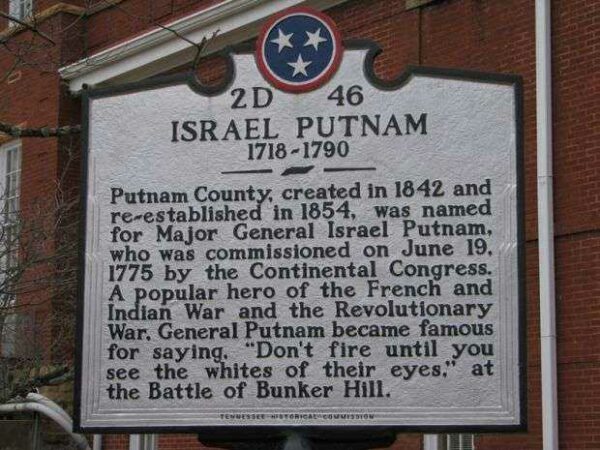 2D 46
ISRAEL PUTNAM
1718-1790
Putnam County, created in 1842 and
re-established in 1854, was named
for Major General Israel Putnam,
who was commissioned on June 19,
1775 by the Continental Congress.
A popular hero of the French and
Indian War and the Revolutionary
War, General Putnam became famous
for saying, "Don't fire until you
see the whites of their eyes," at
the Battle of Bunker Hill.
TENNESSEE HISTORICAL COMMISSION